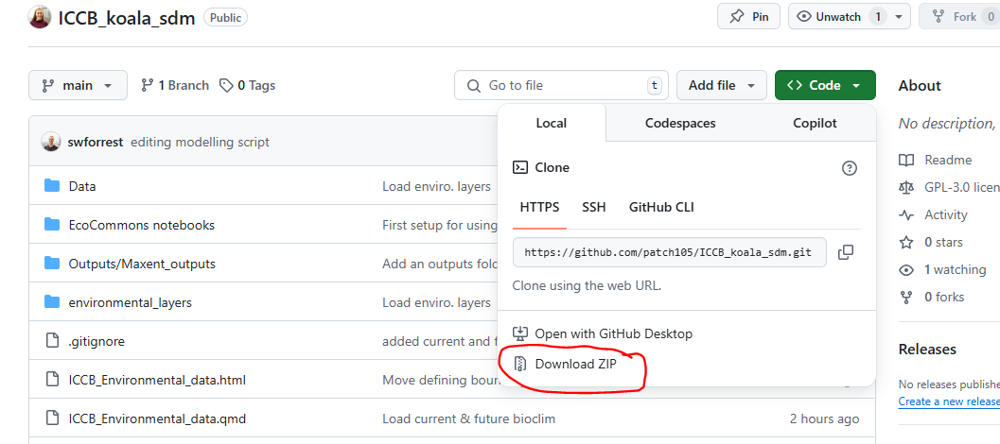 ICCB_koala_sdm Public Pin Unwatch 1 Fork 0
main 1 Branch 0 Tags Go to file t Add file Code
swforrest editing modelling script
Data Load enviro. layers
EcoCommons notebooks First setup for using
Outputs/Maxent_outputs Add an outputs fold
environmental_layers Load enviro. layers
.gitignore added current and f
ICCB_Environmental_data.html Move defining boun
ICCB_Environmental_data.qmd Load current & future bioclim 2 hours ago
Local Codespaces Copilot
Clone
HTTPS SSH GitHub CLI
https://github.com/patch105/ICCB_koala_sdm.git
Clone using the web URL.
Open with GitHub Desktop
Download ZIP
About
No description,
Readme
GPL-3.0 licen
Activity
0 stars
1 watching
0 forks
Releases
No releases publishe
Create a new release